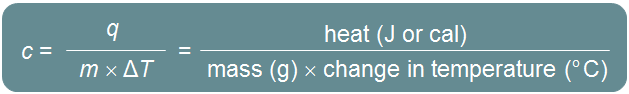 c = q / m × ΔT = heat (J or cal) / mass (g) × change in temperature (°C)